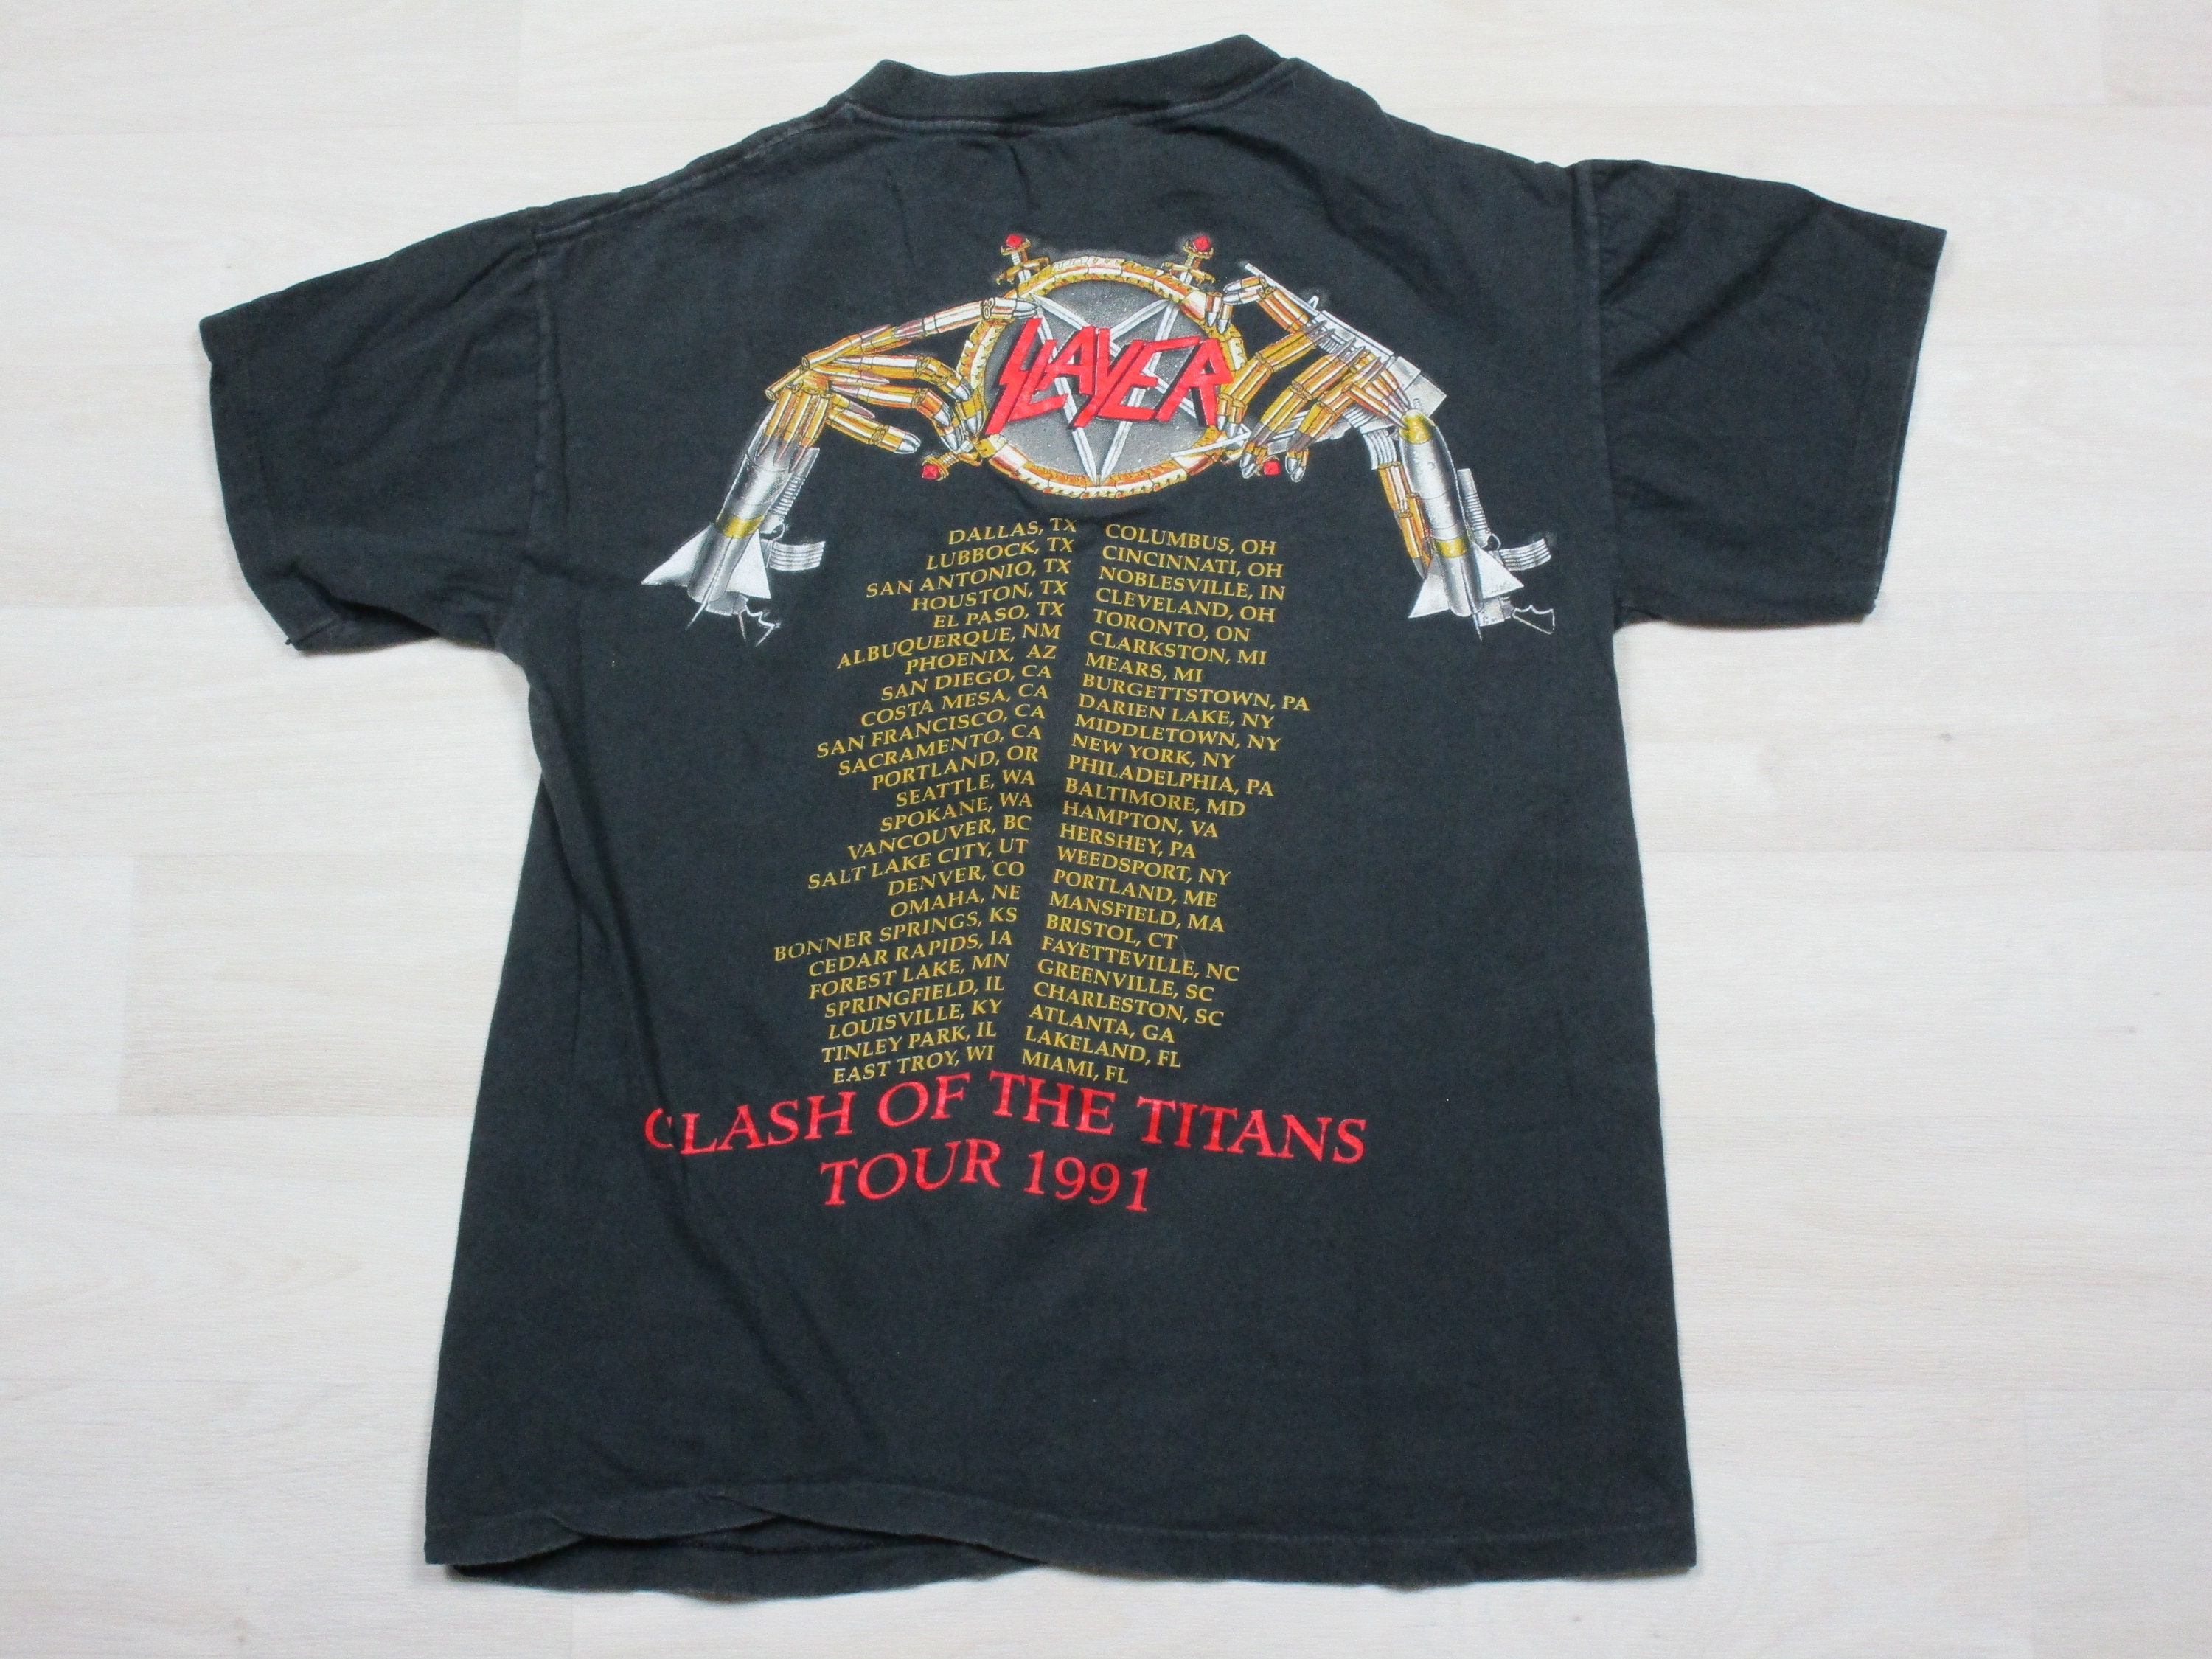 SLAYER
DALLAS, TX
LUBBOCK, TX
SAN ANTONIO, TX
HOUSTON, TX
EL PASO, TX
ALBUQUERQUE, NM
PHOENIX, AZ
SAN DIEGO, CA
COSTA MESA, CA
SAN FRANCISCO, CA
SACRAMENTO, CA
PORTLAND, OR
SEATTLE, WA
SPOKANE, WA
VANCOUVER, BC
SALT LAKE CITY, UT
DENVER, CO
OMAHA, NE
BONNER SPRINGS, KS
CEDAR RAPIDS, IA
FOREST LAKE, MN
SPRINGFIELD, IL
LOUISVILLE, KY
TINLEY PARK, IL
EAST TROY, WI
COLUMBUS, OH
CINCINNATI, OH
NOBLESVILLE, IN
CLEVELAND, OH
TORONTO, ON
CLARKSTON, MI
MEARS, MI
BURGETTSTOWN, PA
DARIEN LAKE, NY
MIDDLETOWN, NY
NEW YORK, NY
PHILADELPHIA, PA
BALTIMORE, MD
HAMPTON, VA
HERSHEY, PA
WEEDSPORT, NY
PORTLAND, ME
MANSFIELD, MA
BRISTOL, CT
FAYETTEVILLE, NC
GREENVILLE, SC
CHARLESTON, SC
ATLANTA, GA
LAKELAND, FL
MIAMI, FL
CLASH OF THE TITANS
TOUR 1991